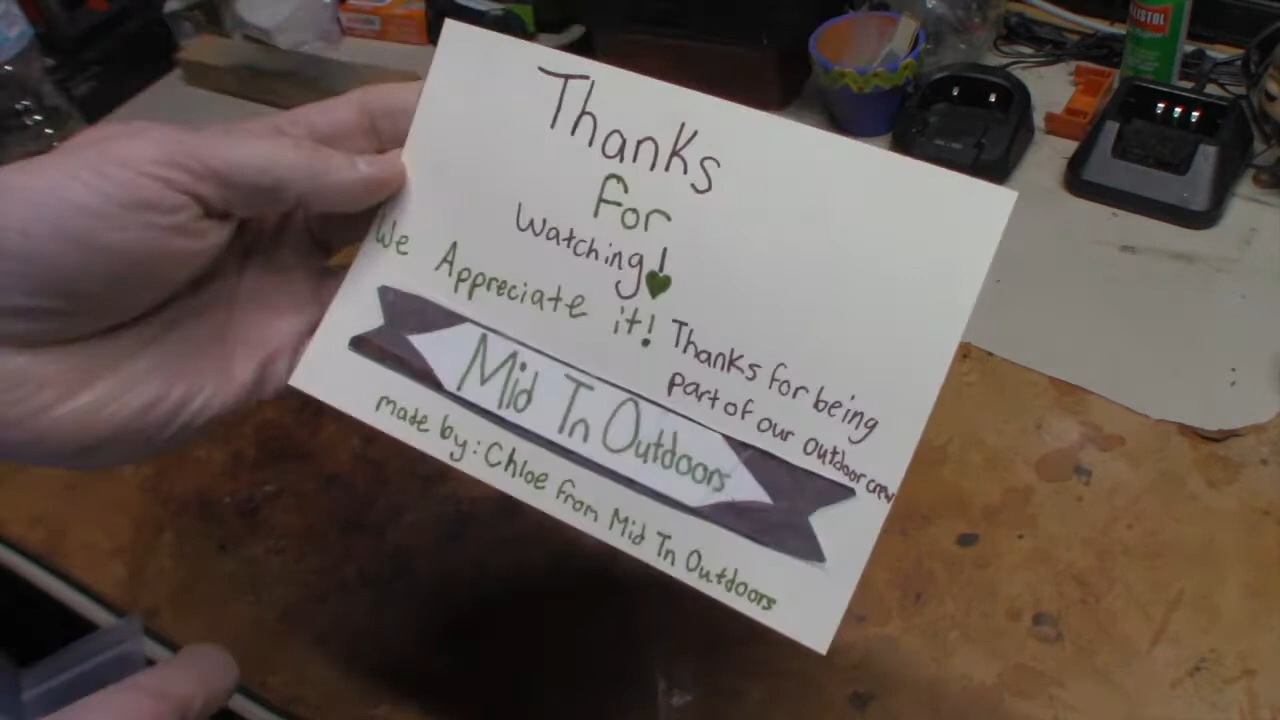 Thanks
for
Watching!
We Appreciate it!
Thanks for being
part of our outdoor crew
Mid Tn Outdoors
made by: Chloe from Mid Tn Outdoors